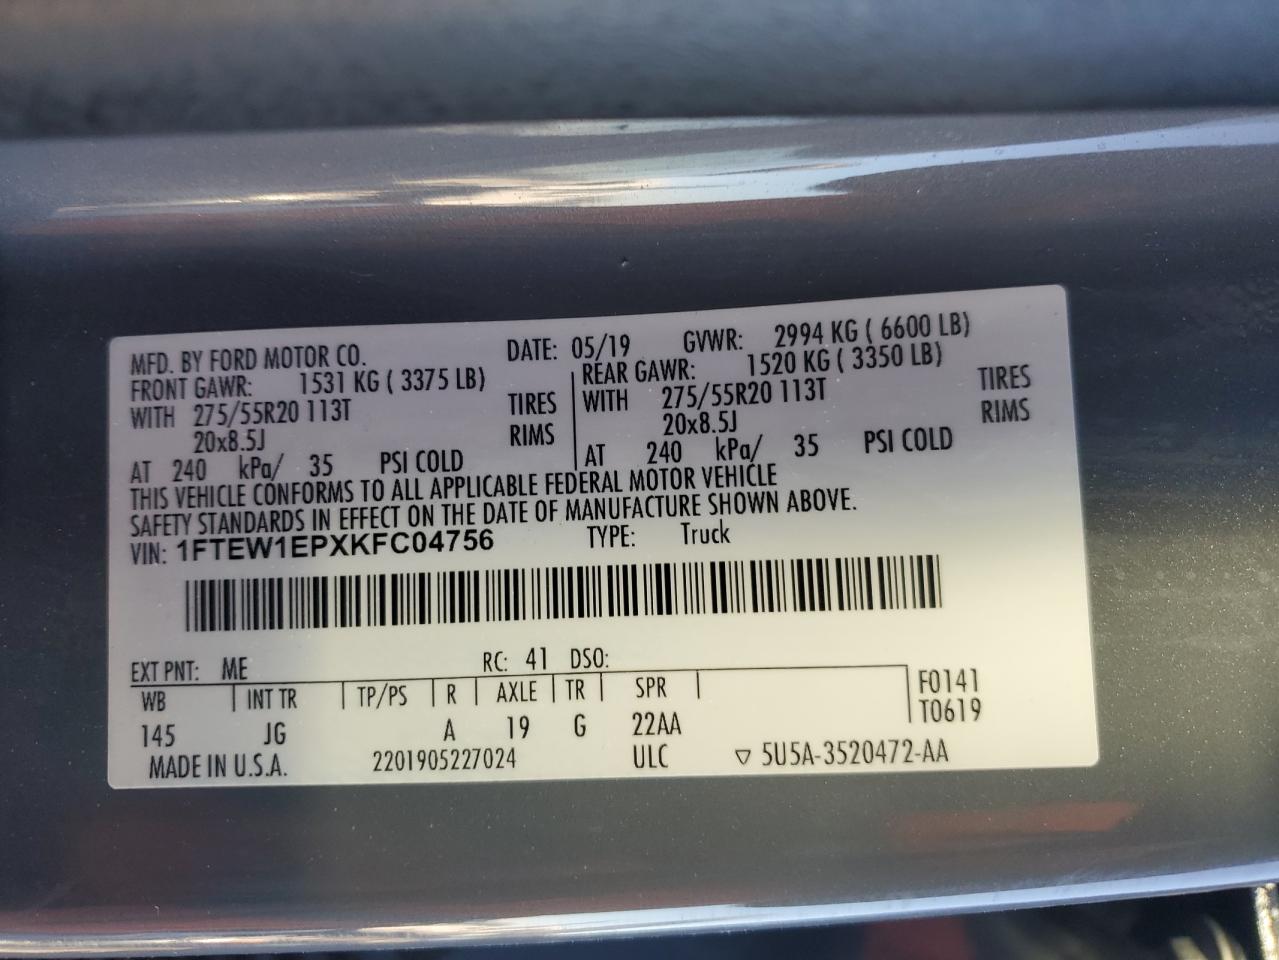 MFD. BY FORD MOTOR CO. DATE: 05/19 GVWR: 2994 KG ( 6600 LB)
FRONT GAWR: 1531 KG ( 3375 LB) REAR GAWR: 1520 KG ( 3350 LB)
WITH 275/55R20 113T TIRES WITH 275/55R20 113T TIRES
20x8.5J RIMS 20x8.5J RIMS
AT 240 kPa/ 35 PSI COLD AT 240 kPa/ 35 PSI COLD
THIS VEHICLE CONFORMS TO ALL APPLICABLE FEDERAL MOTOR VEHICLE
SAFETY STANDARDS IN EFFECT ON THE DATE OF MANUFACTURE SHOWN ABOVE.
VIN: 1FTEW1EPXKFC04756 TYPE: Truck
EXT PNT: ME RC: 41 DSO:
WB INT TR TP/PS R AXLE TR SPR F0141
145 JG A 19 G 22AA T0619
MADE IN U.S.A. 2201905227024 ULC ▽ 5U5A-3520472-AA